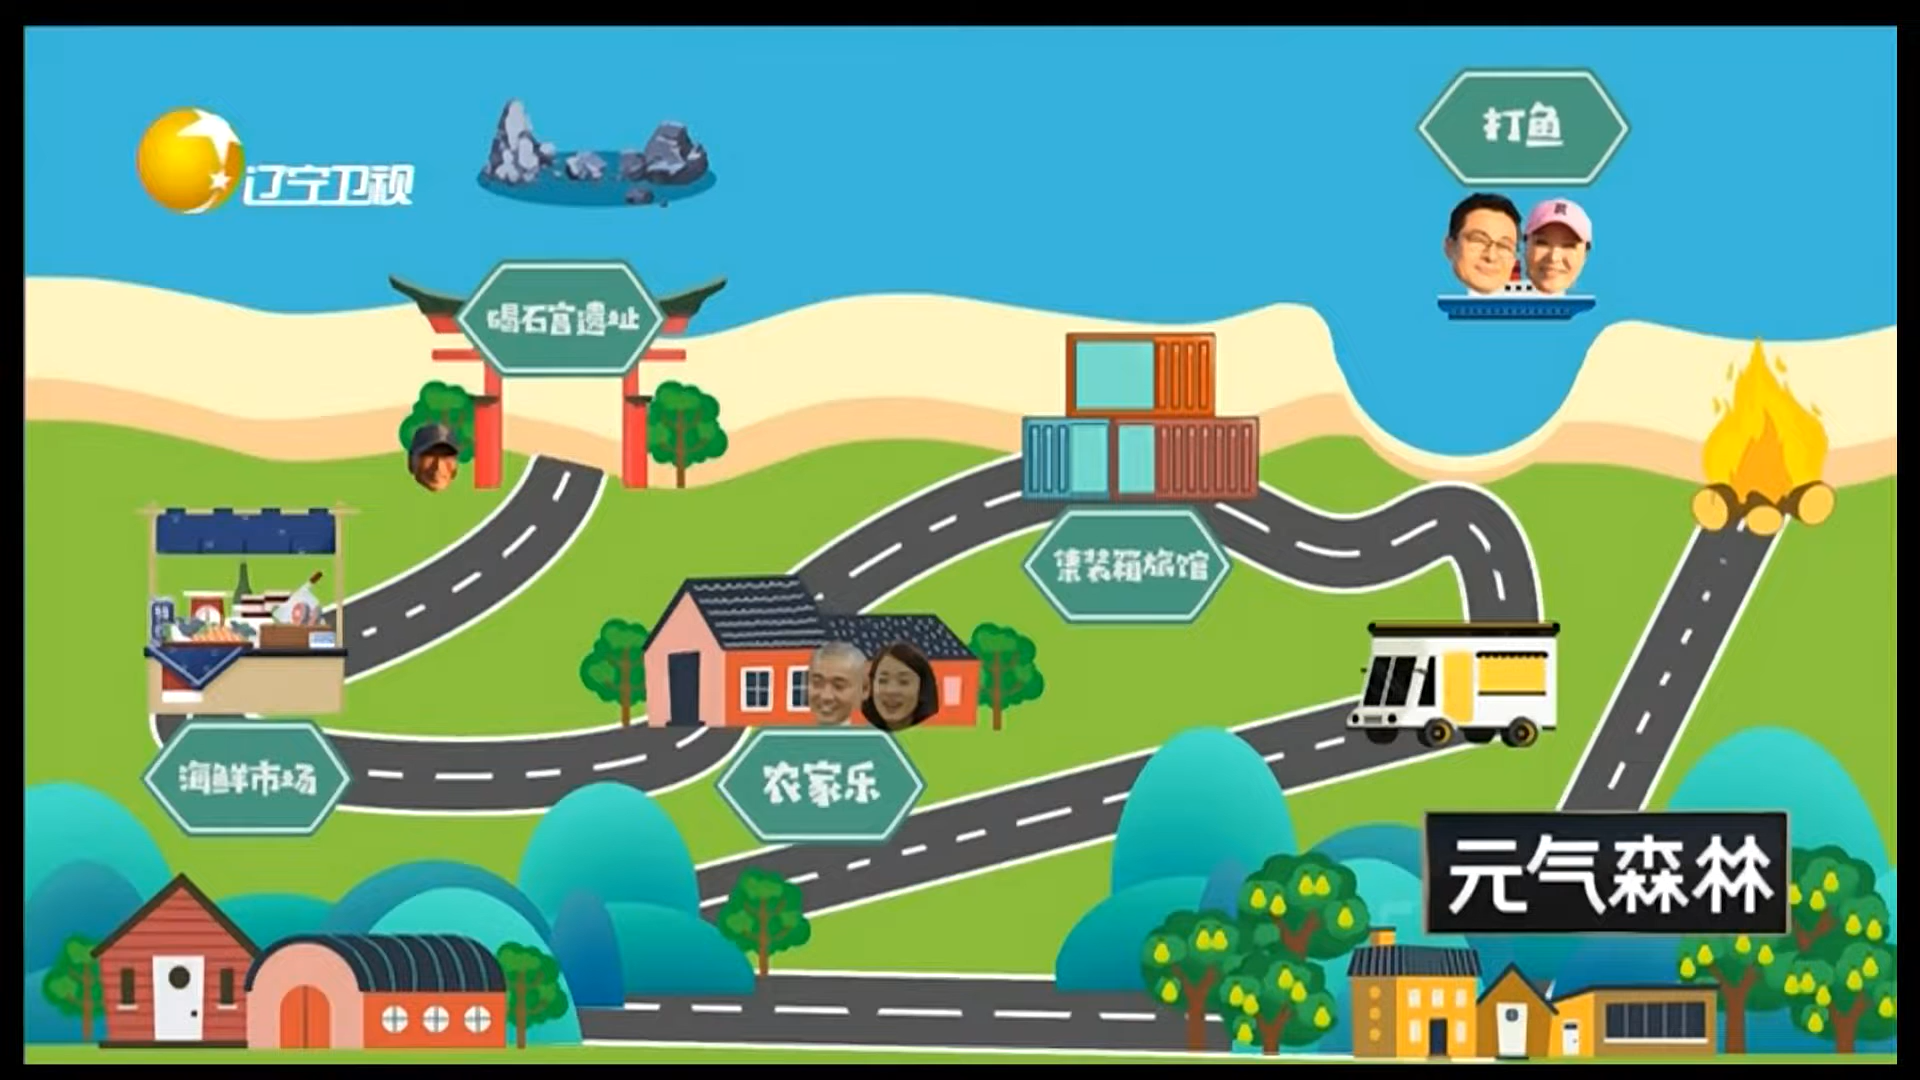 辽宁卫视
打鱼
碣石宫遗址
集装箱旅馆
海鲜市场
农家乐
元气森林